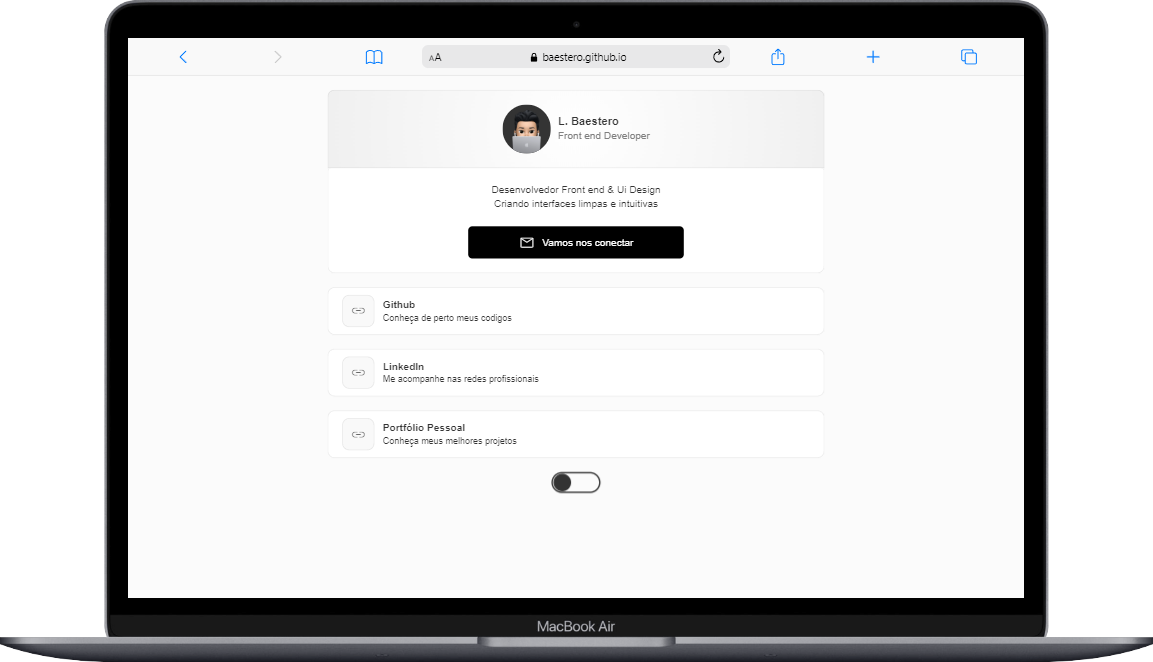 AA
baestero.github.io
L. Baestero
Front end Developer
Desenvolvedor Front end & Ui Design
Criando interfaces limpas e intuitivas
Vamos nos conectar
Github
Conheça de perto meus codigos
LinkedIn
Me acompanhe nas redes profissionais
Portfólio Pessoal
Conheça meus melhores projetos
MacBook Air